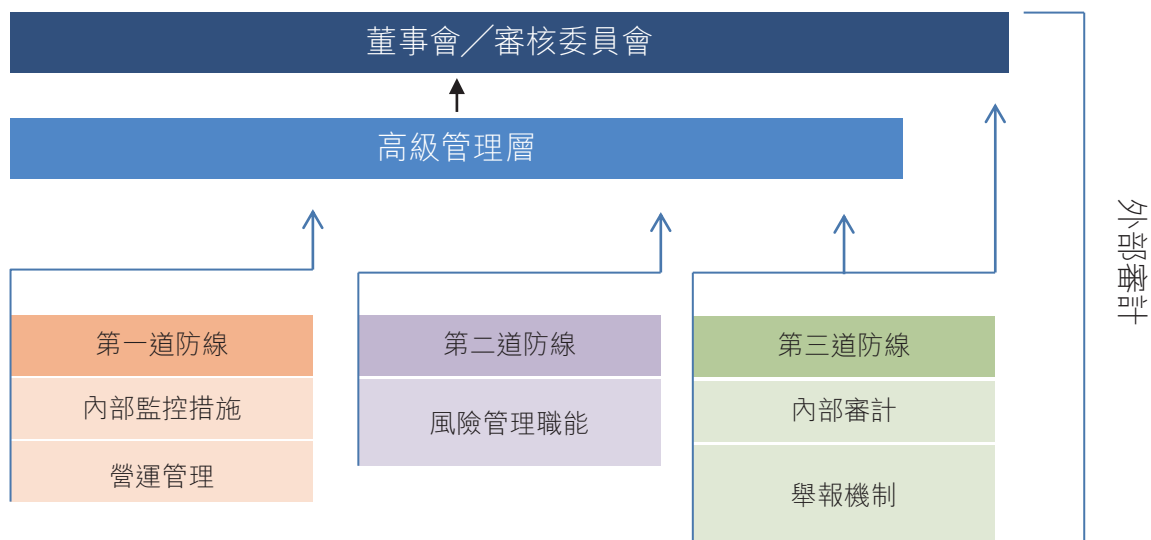 董事會╱審核委員會
高級管理層
第一道防線
內部監控措施
營運管理
第二道防線
風險管理職能
第三道防線
內部審計
舉報機制
外部審計